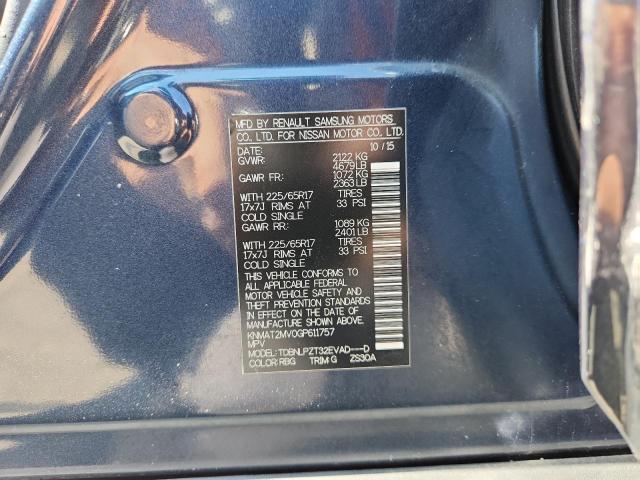 MFD BY RENAULT SAMSUNG MOTORS
CO., LTD. FOR NISSAN MOTOR CO., LTD.
DATE: 10 / 15
GVWR: 2122 KG
4679 LB
GAWR FR: 1072 KG
2363 LB
WITH 225/65R17 TIRES
17x7J RIMS AT 33 PSI
COLD SINGLE
GAWR RR: 1089 KG
2401 LB
WITH 225/65R17 TIRES
17x7J RIMS AT 33 PSI
COLD SINGLE
THIS VEHICLE CONFORMS TO
ALL APPLICABLE FEDERAL
MOTOR VEHICLE SAFETY AND
THEFT PREVENTION STANDARDS
IN EFFECT ON THE DATE OF
MANUFACTURE SHOWN ABOVE.
KNMAT2MV0GP611757
MPV
MODEL: TDBNLPZT32EVAD----D
COLOR: RBG TRIM G ZS30A